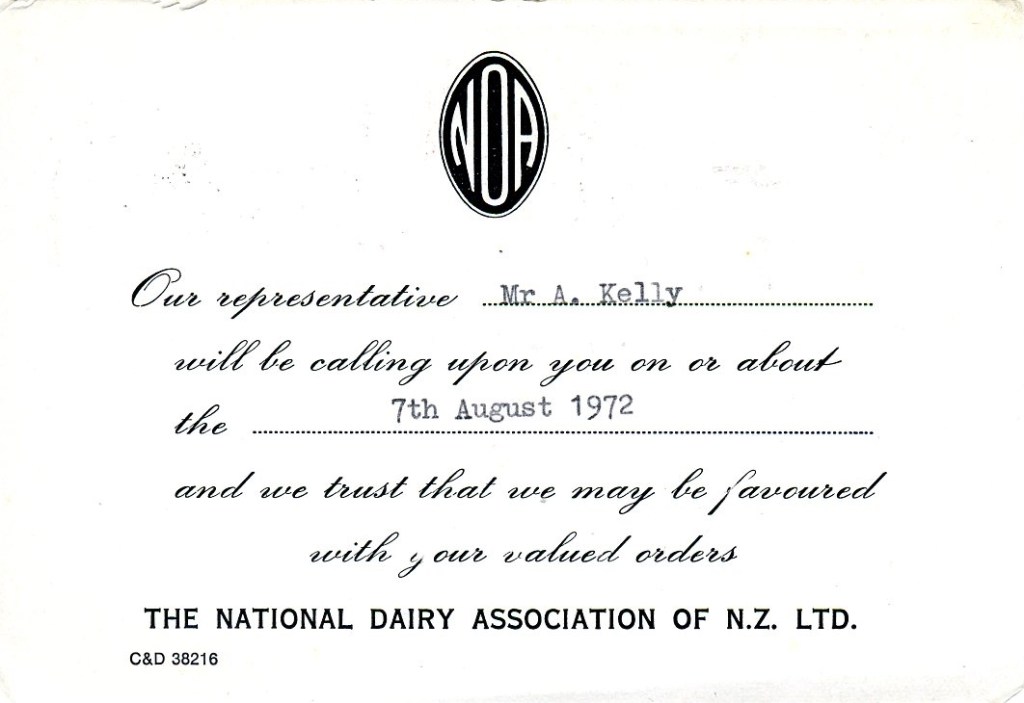 NDA
Our representative Mr A. Kelly
will be calling upon you on or about
the 7th August 1972
and we trust that we may be favoured
with your valued orders
THE NATIONAL DAIRY ASSOCIATION OF N.Z. LTD.
C&D 38216